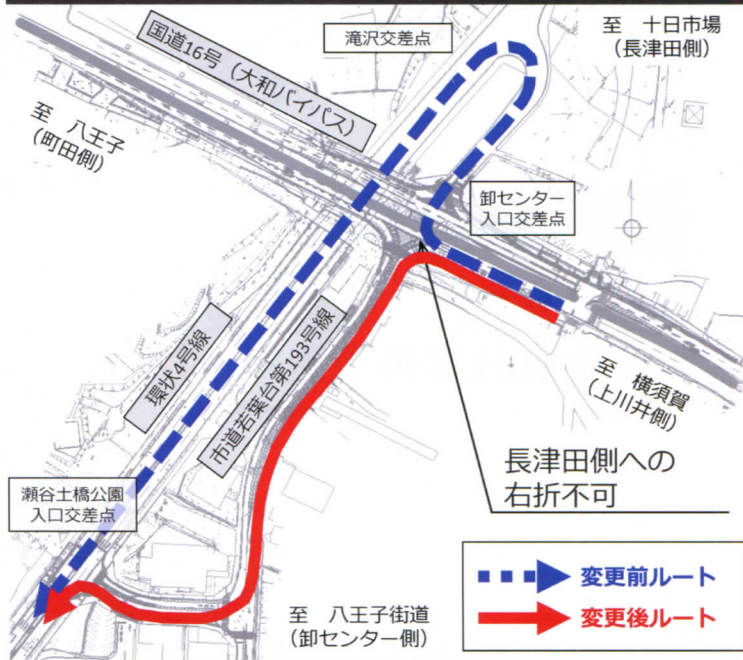 国道16号（大和バイパス）
滝沢交差点
至　十日市場
（長津田側）
至　八王子
（町田側）
卸センター
入口交差点
環状4号線
市道若葉台第193号線
至　横須賀
（上川井側）
長津田側への
右折不可
瀬谷土橋公園
入口交差点
至　八王子街道
（卸センター側）
変更前ルート
変更後ルート